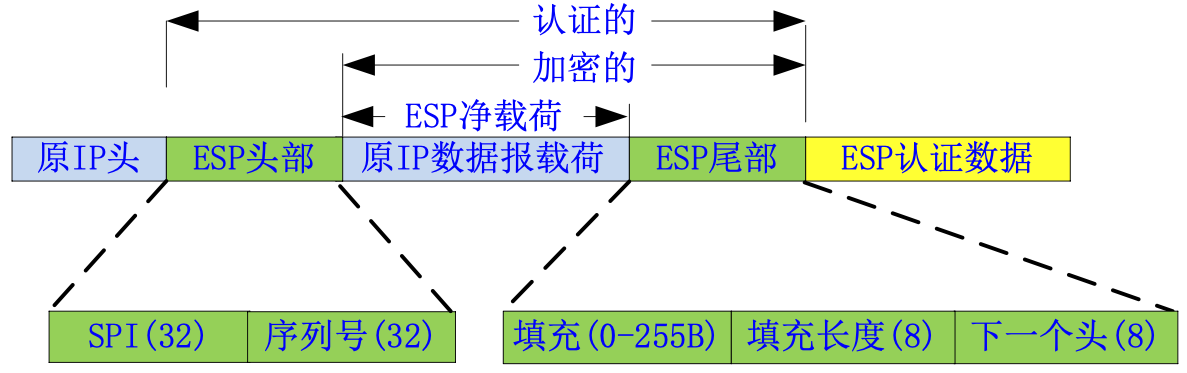 认证的
加密的
ESP净载荷
原IP头 ESP头部 原IP数据报载荷 ESP尾部 ESP认证数据
SPI(32) 序列号(32) 填充(0-255B) 填充长度(8) 下一个头(8)